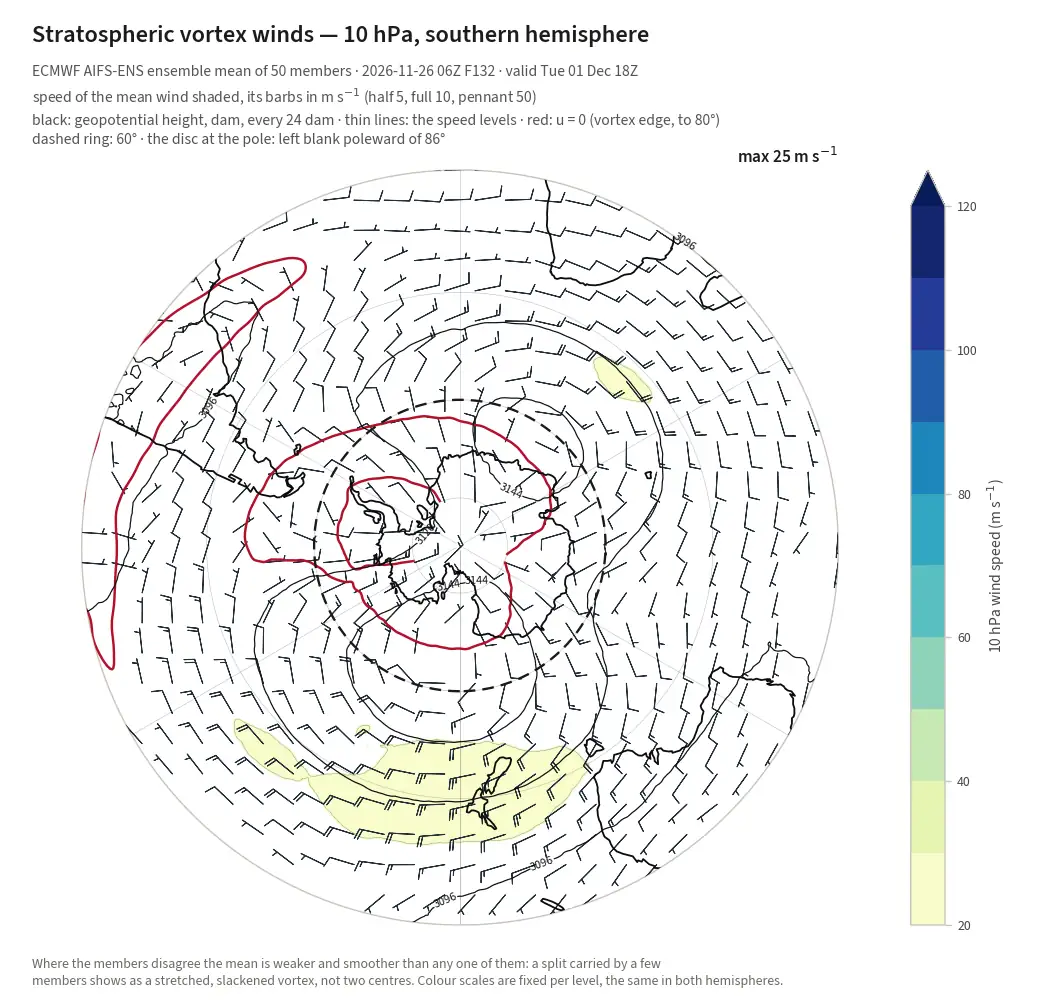 Stratospheric vortex winds — 10 hPa, southern hemisphere
ECMWF AIFS-ENS ensemble mean of 50 members · 2026-11-26 06Z F132 · valid Tue 01 Dec 18Z
speed of the mean wind shaded, its barbs in m s⁻¹ (half 5, full 10, pennant 50)
black: geopotential height, dam, every 24 dam · thin lines: the speed levels · red: u = 0 (vortex edge, to 80°)
dashed ring: 60° · the disc at the pole: left blank poleward of 86°
max 25 m s⁻¹
120
100
80
60
40
20
10 hPa wind speed (m s⁻¹)
3096
3096
3144
3144
3144
3096
3096
Where the members disagree the mean is weaker and smoother than any one of them: a split carried by a few
members shows as a stretched, slackened vortex, not two centres. Colour scales are fixed per level, the same in both hemispheres.